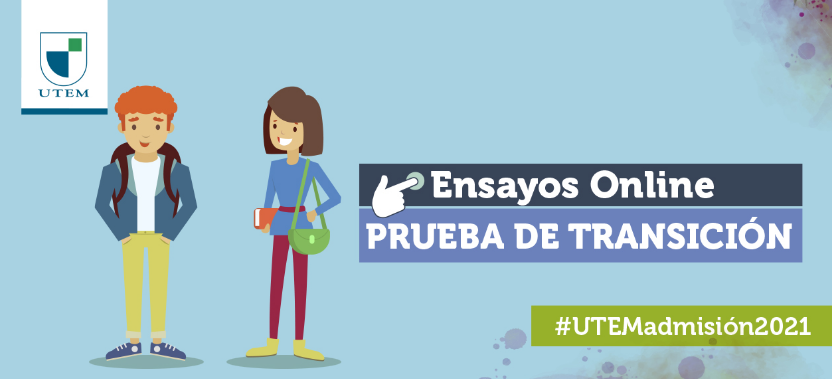 UTEM
Ensayos Online
PRUEBA DE TRANSICIÓN
#UTEMadmisión2021